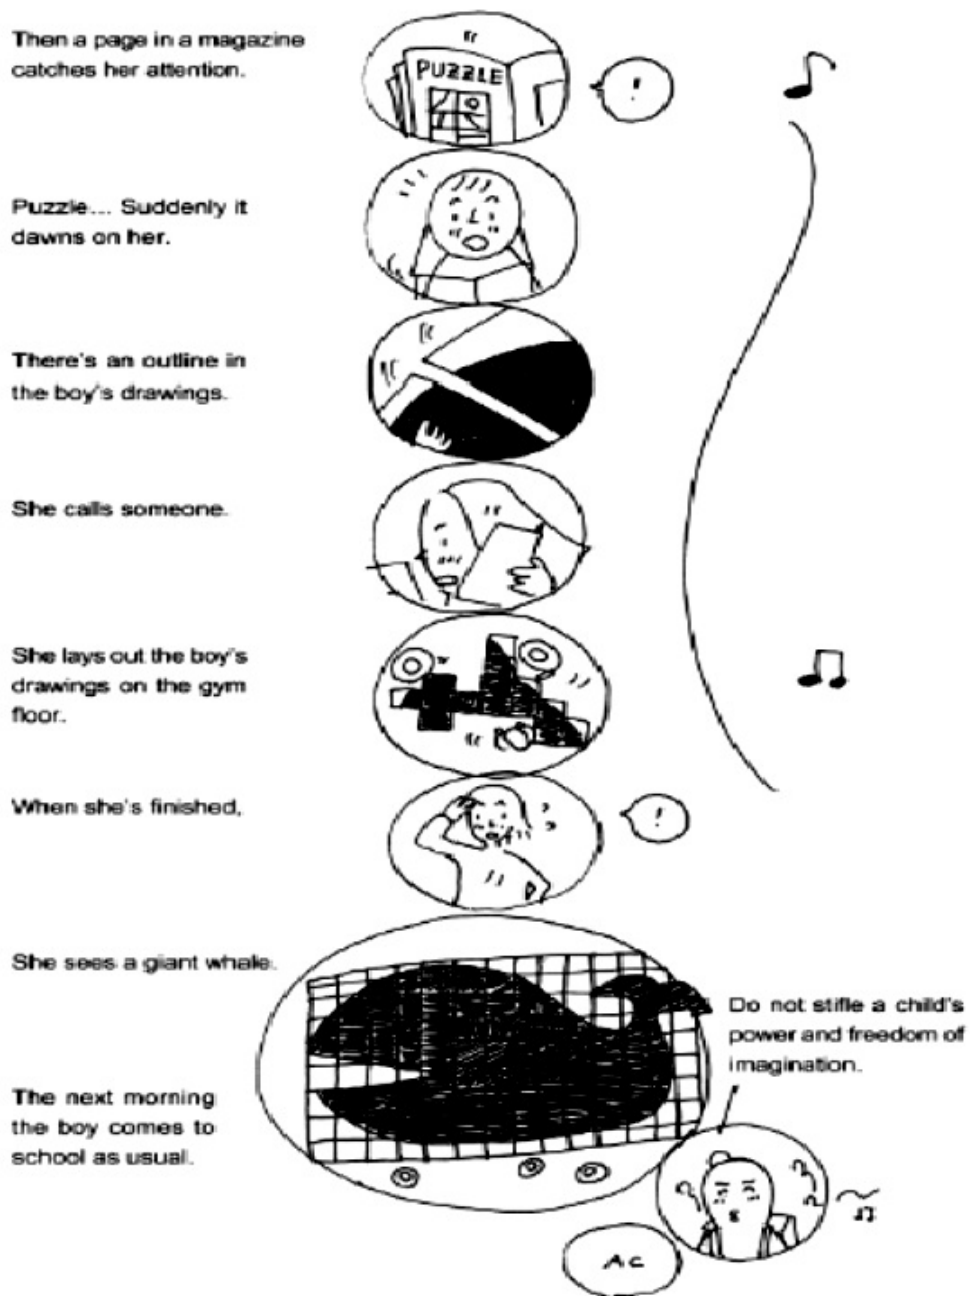 Then a page in a magazine
catches her attention.
PUZZLE
!
Puzzle... Suddenly it
dawns on her.
There's an outline in
the boy's drawings.
She calls someone.
She lays out the boy's
drawings on the gym
floor.
When she's finished,
!
She sees a giant whale.
Do not stifle a child's
power and freedom of
imagination.
The next morning
the boy comes to
school as usual.
AC